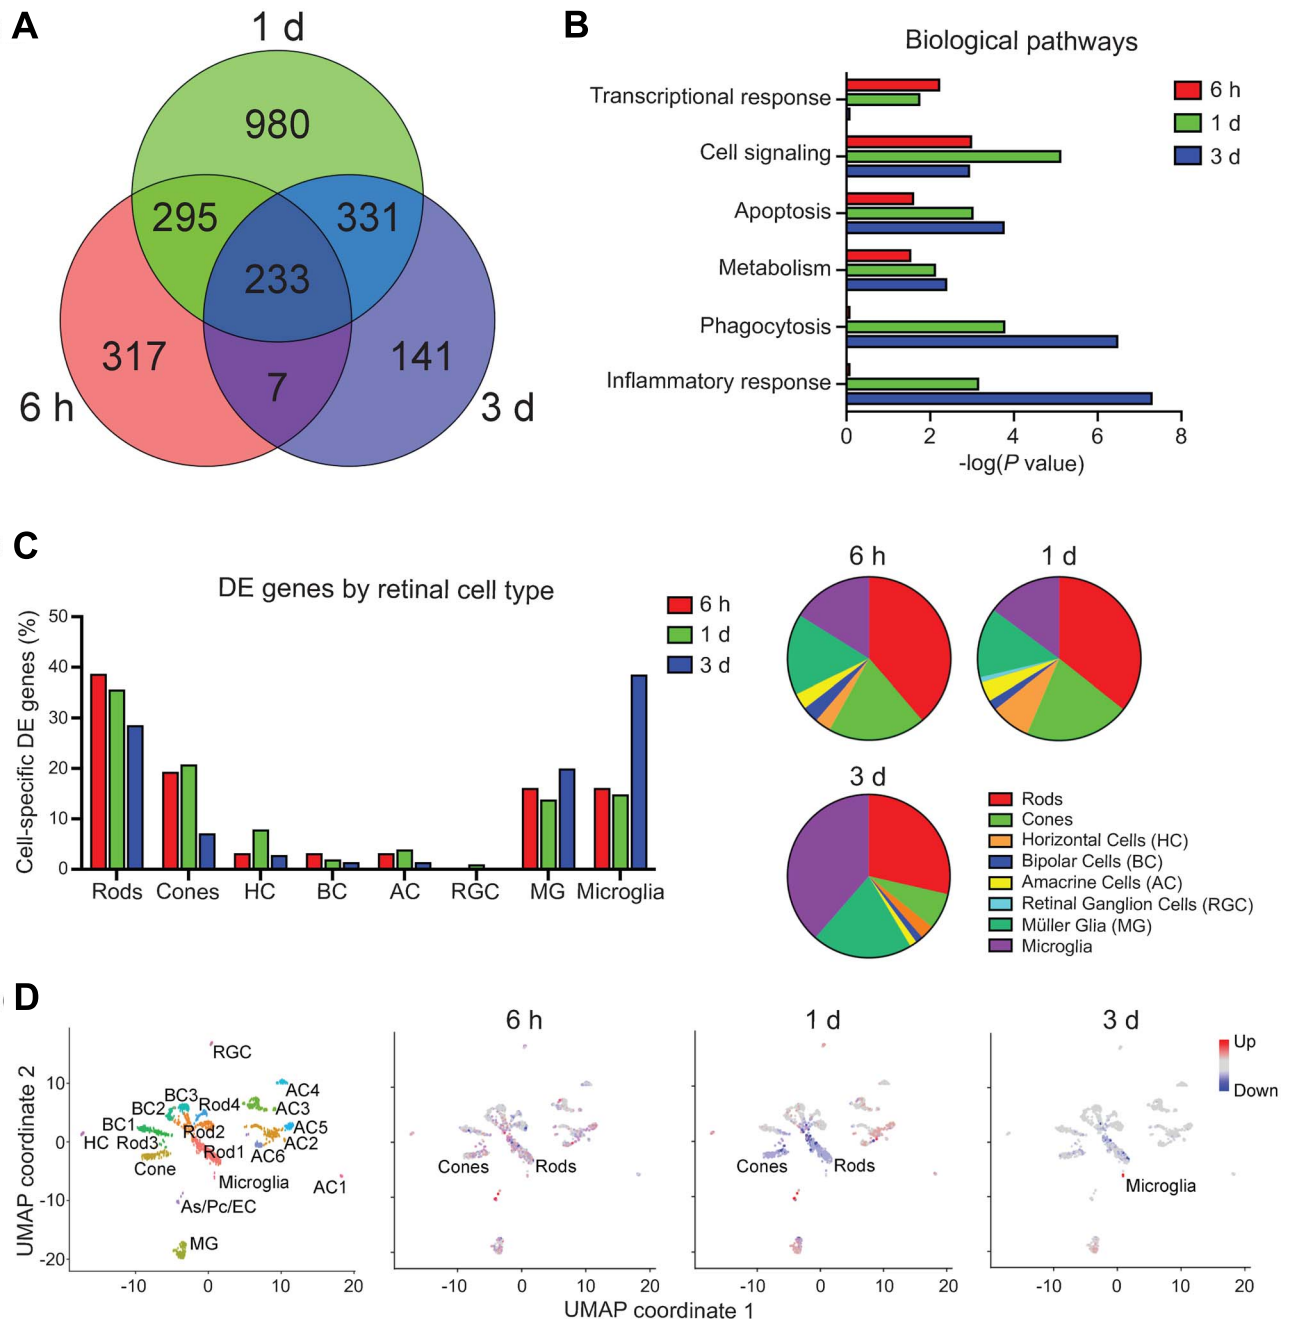 A
1 d
980
295
331
233
317
7
141
6 h
3 d
B
Biological pathways
Transcriptional response
Cell signaling
Apoptosis
Metabolism
Phagocytosis
Inflammatory response
6 h
1 d
3 d
0 2 4 6 8
-log(P value)
C
DE genes by retinal cell type
Cell-specific DE genes (%)
50
40
30
20
10
0
Rods Cones HC BC AC RGC MG Microglia
6 h
1 d
3 d
6 h
1 d
3 d
Rods
Cones
Horizontal Cells (HC)
Bipolar Cells (BC)
Amacrine Cells (AC)
Retinal Ganglion Cells (RGC)
Müller Glia (MG)
Microglia
D
UMAP coordinate 2
10
0
-10
-20
RGC
AC4
BC3
BC2
Rod4
AC3
BC1
Rod2
AC5
HC
Rod3
Rod1
AC2
Cone
AC6
Microglia
AC1
As/Pc/EC
MG
-10 0 10 20
6 h
Cones
Rods
-10 0 10 20
1 d
Cones
Rods
-10 0 10 20
3 d
Up
Down
Microglia
-10 0 10 20
UMAP coordinate 1